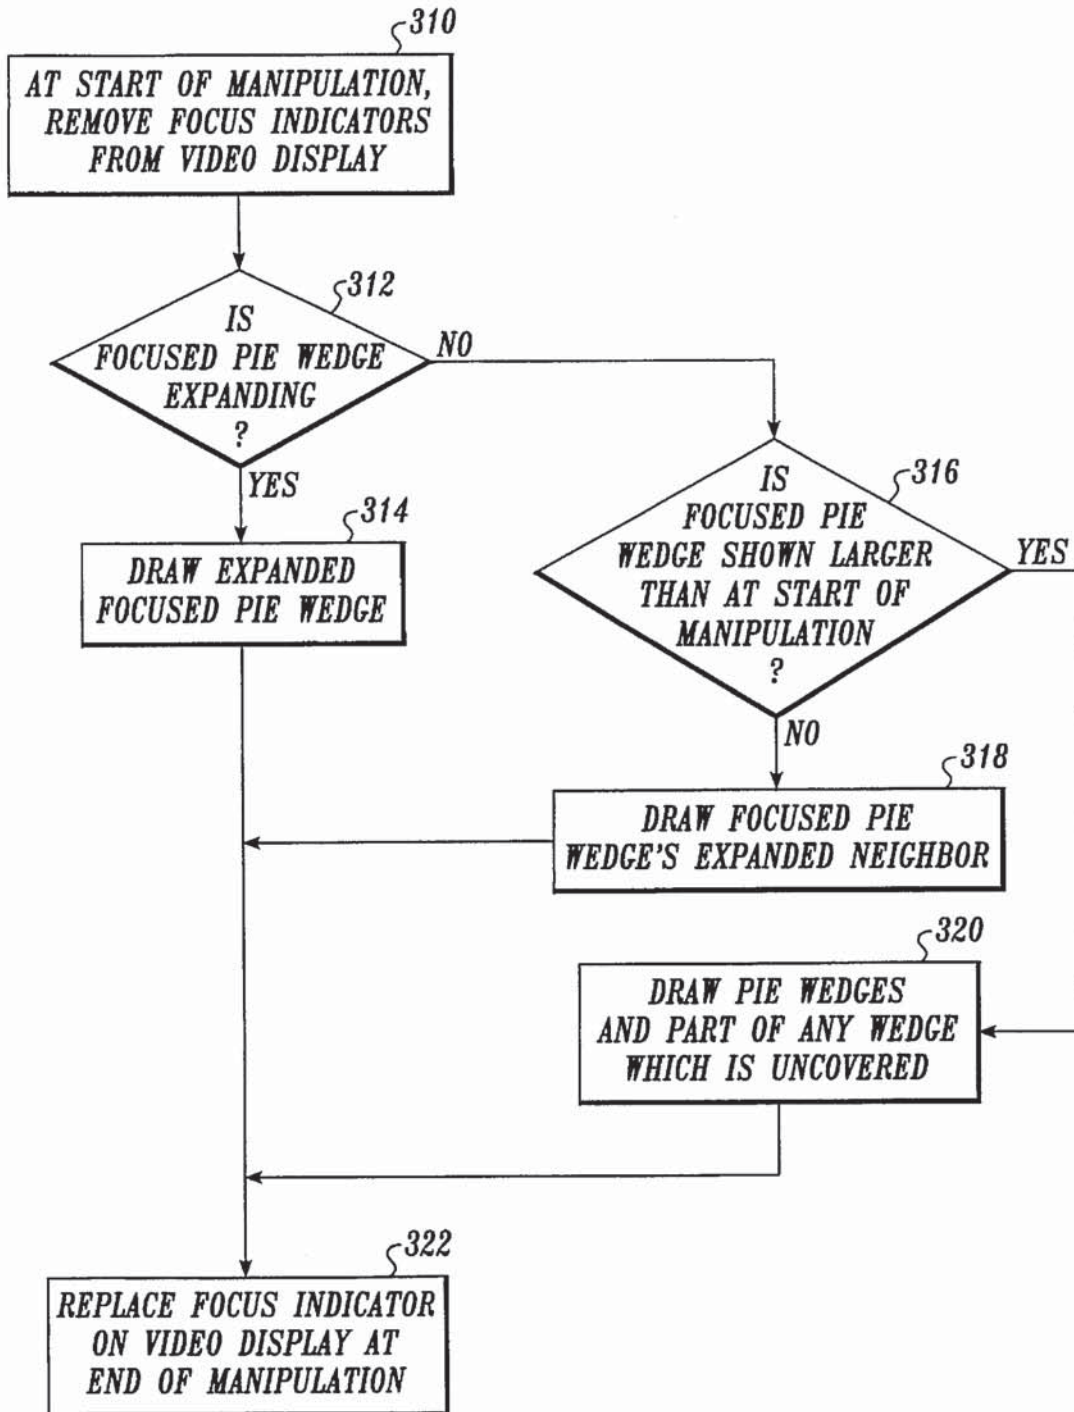 310
AT START OF MANIPULATION,
REMOVE FOCUS INDICATORS
FROM VIDEO DISPLAY
312
IS
FOCUSED PIE WEDGE
EXPANDING
?
NO
YES
314
DRAW EXPANDED
FOCUSED PIE WEDGE
316
IS
FOCUSED PIE
WEDGE SHOWN LARGER
THAN AT START OF
MANIPULATION
?
YES
NO
318
DRAW FOCUSED PIE
WEDGE'S EXPANDED NEIGHBOR
320
DRAW PIE WEDGES
AND PART OF ANY WEDGE
WHICH IS UNCOVERED
322
REPLACE FOCUS INDICATOR
ON VIDEO DISPLAY AT
END OF MANIPULATION